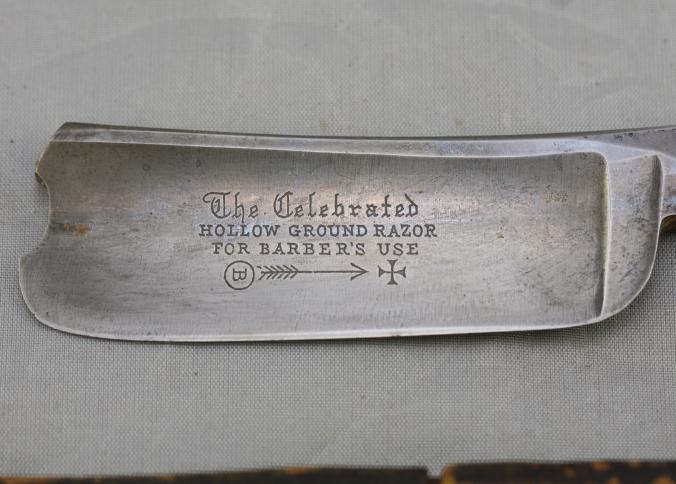 The Celebrated
HOLLOW GROUND RAZOR
FOR BARBER'S USE
B